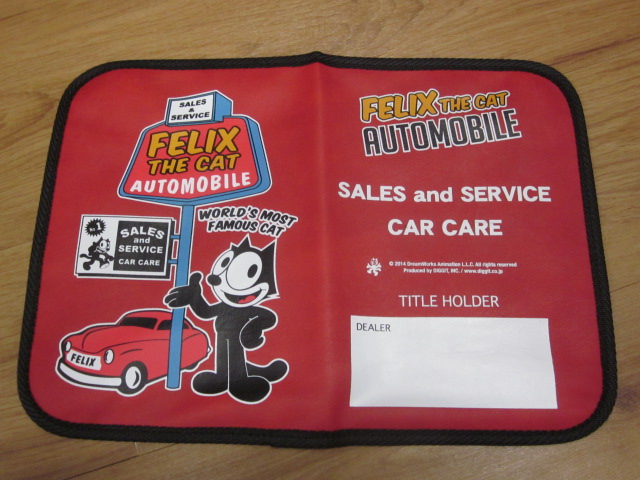 SALES
&
SERVICE
FELIX
THE CAT
AUTOMOBILE
WORLD'S MOST
FAMOUS CAT
SALES
and
SERVICE
CAR CARE
FELIX
FELIX THE CAT
AUTOMOBILE
SALES and SERVICE
CAR CARE
© 2014 DreamWorks Animation L.L.C. All rights reserved
Produced by DIGGIT, INC. / www.diggit.co.jp
TITLE HOLDER
DEALER